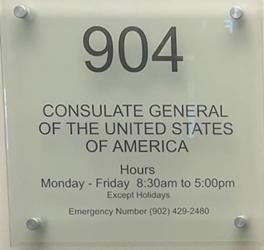 904
CONSULATE GENERAL
OF THE UNITED STATES
OF AMERICA
Hours
Monday - Friday 8:30am to 5:00pm
Except Holidays
Emergency Number (902) 429-2480